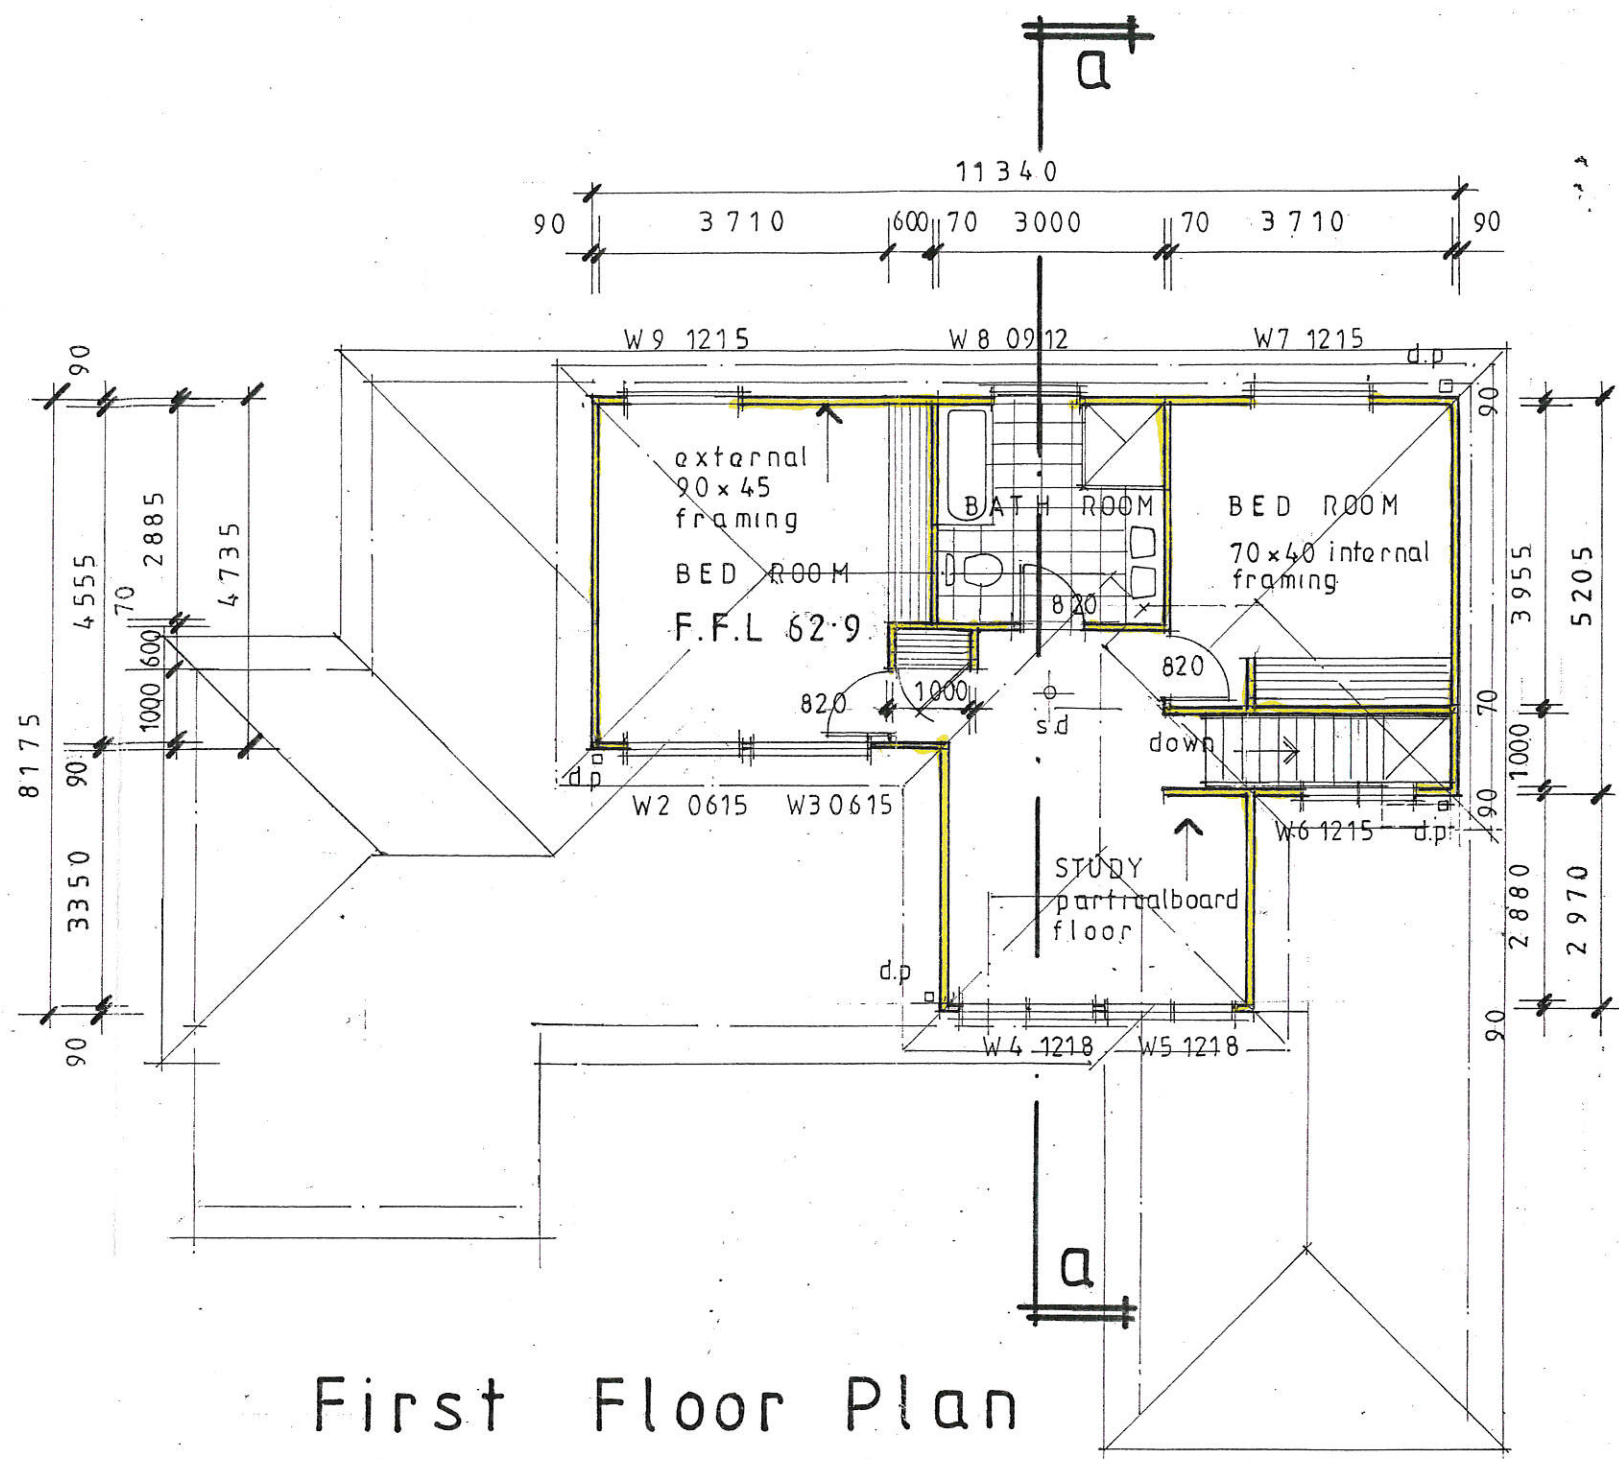 a
11340
90 3710 600 70 3000 70 3710 90
W9 1215 W8 0912 W7 1215
d.p
90
90
external
90x45
framing
BATH ROOM
BED ROOM
70x40 internal
framing
BED ROOM
F.F.L 62.9
820
820
820
1000
s.d
down
4555
2885
4735
70
600
1000
8175
90
3350
90
3955
5205
70
1000
90
2880
2970
90
d.p
W2 0615 W3 0615
W6 1215 d.p
STUDY
particalboard
floor
d.p
W4 1218 W5 1218
a
First Floor Plan